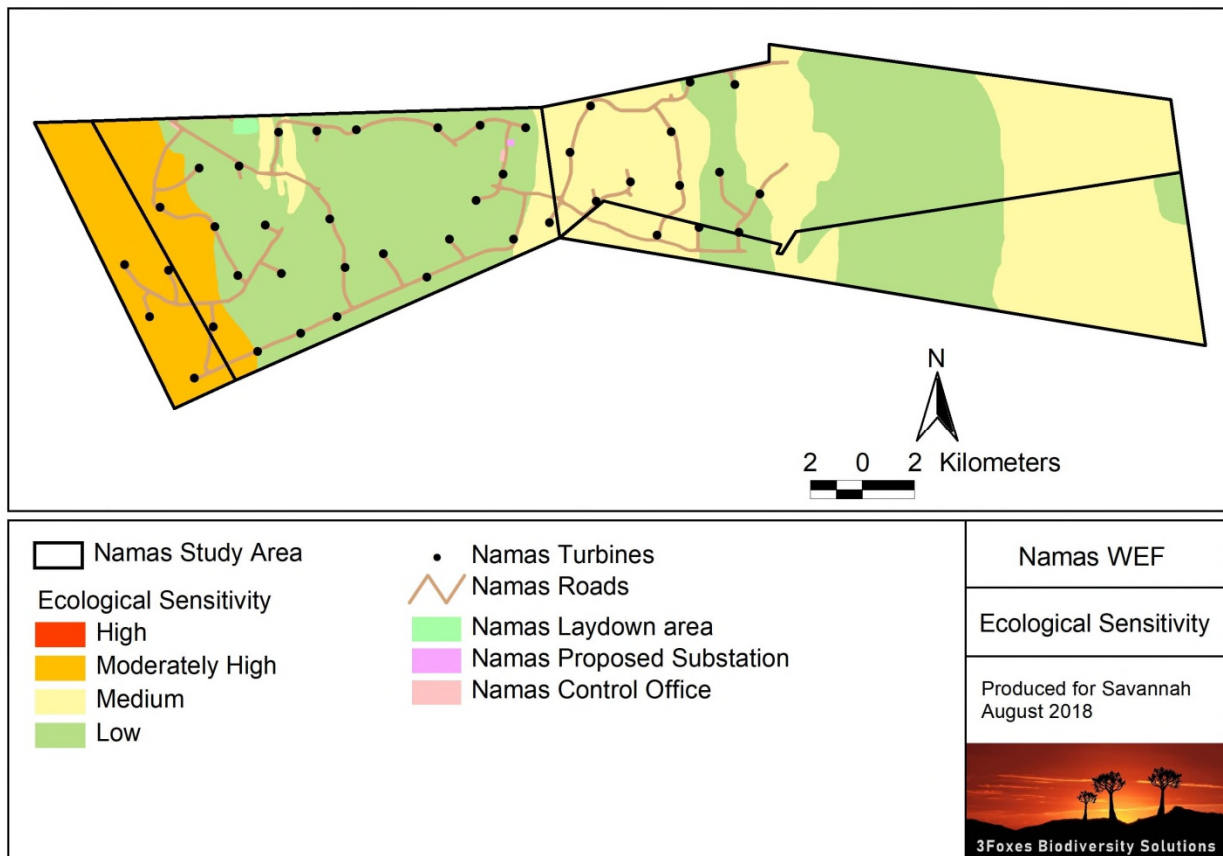 N
2 0 2 Kilometers
Namas Study Area
Ecological Sensitivity
High
Moderately High
Medium
Low
Namas Turbines
Namas Roads
Namas Laydown area
Namas Proposed Substation
Namas Control Office
Namas WEF
Ecological Sensitivity
Produced for Savannah
August 2018
3Foxes Biodiversity Solutions